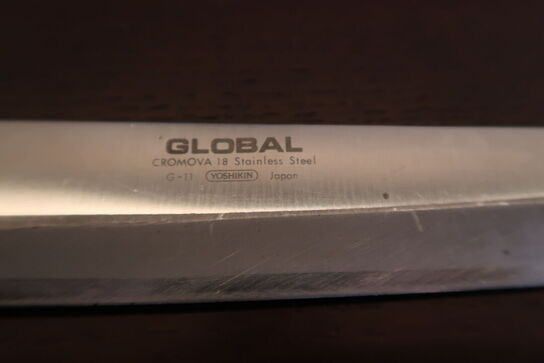 GLOBAL
CROMOVA 18 Stainless Steel
G-11 YOSHIKIN Japan